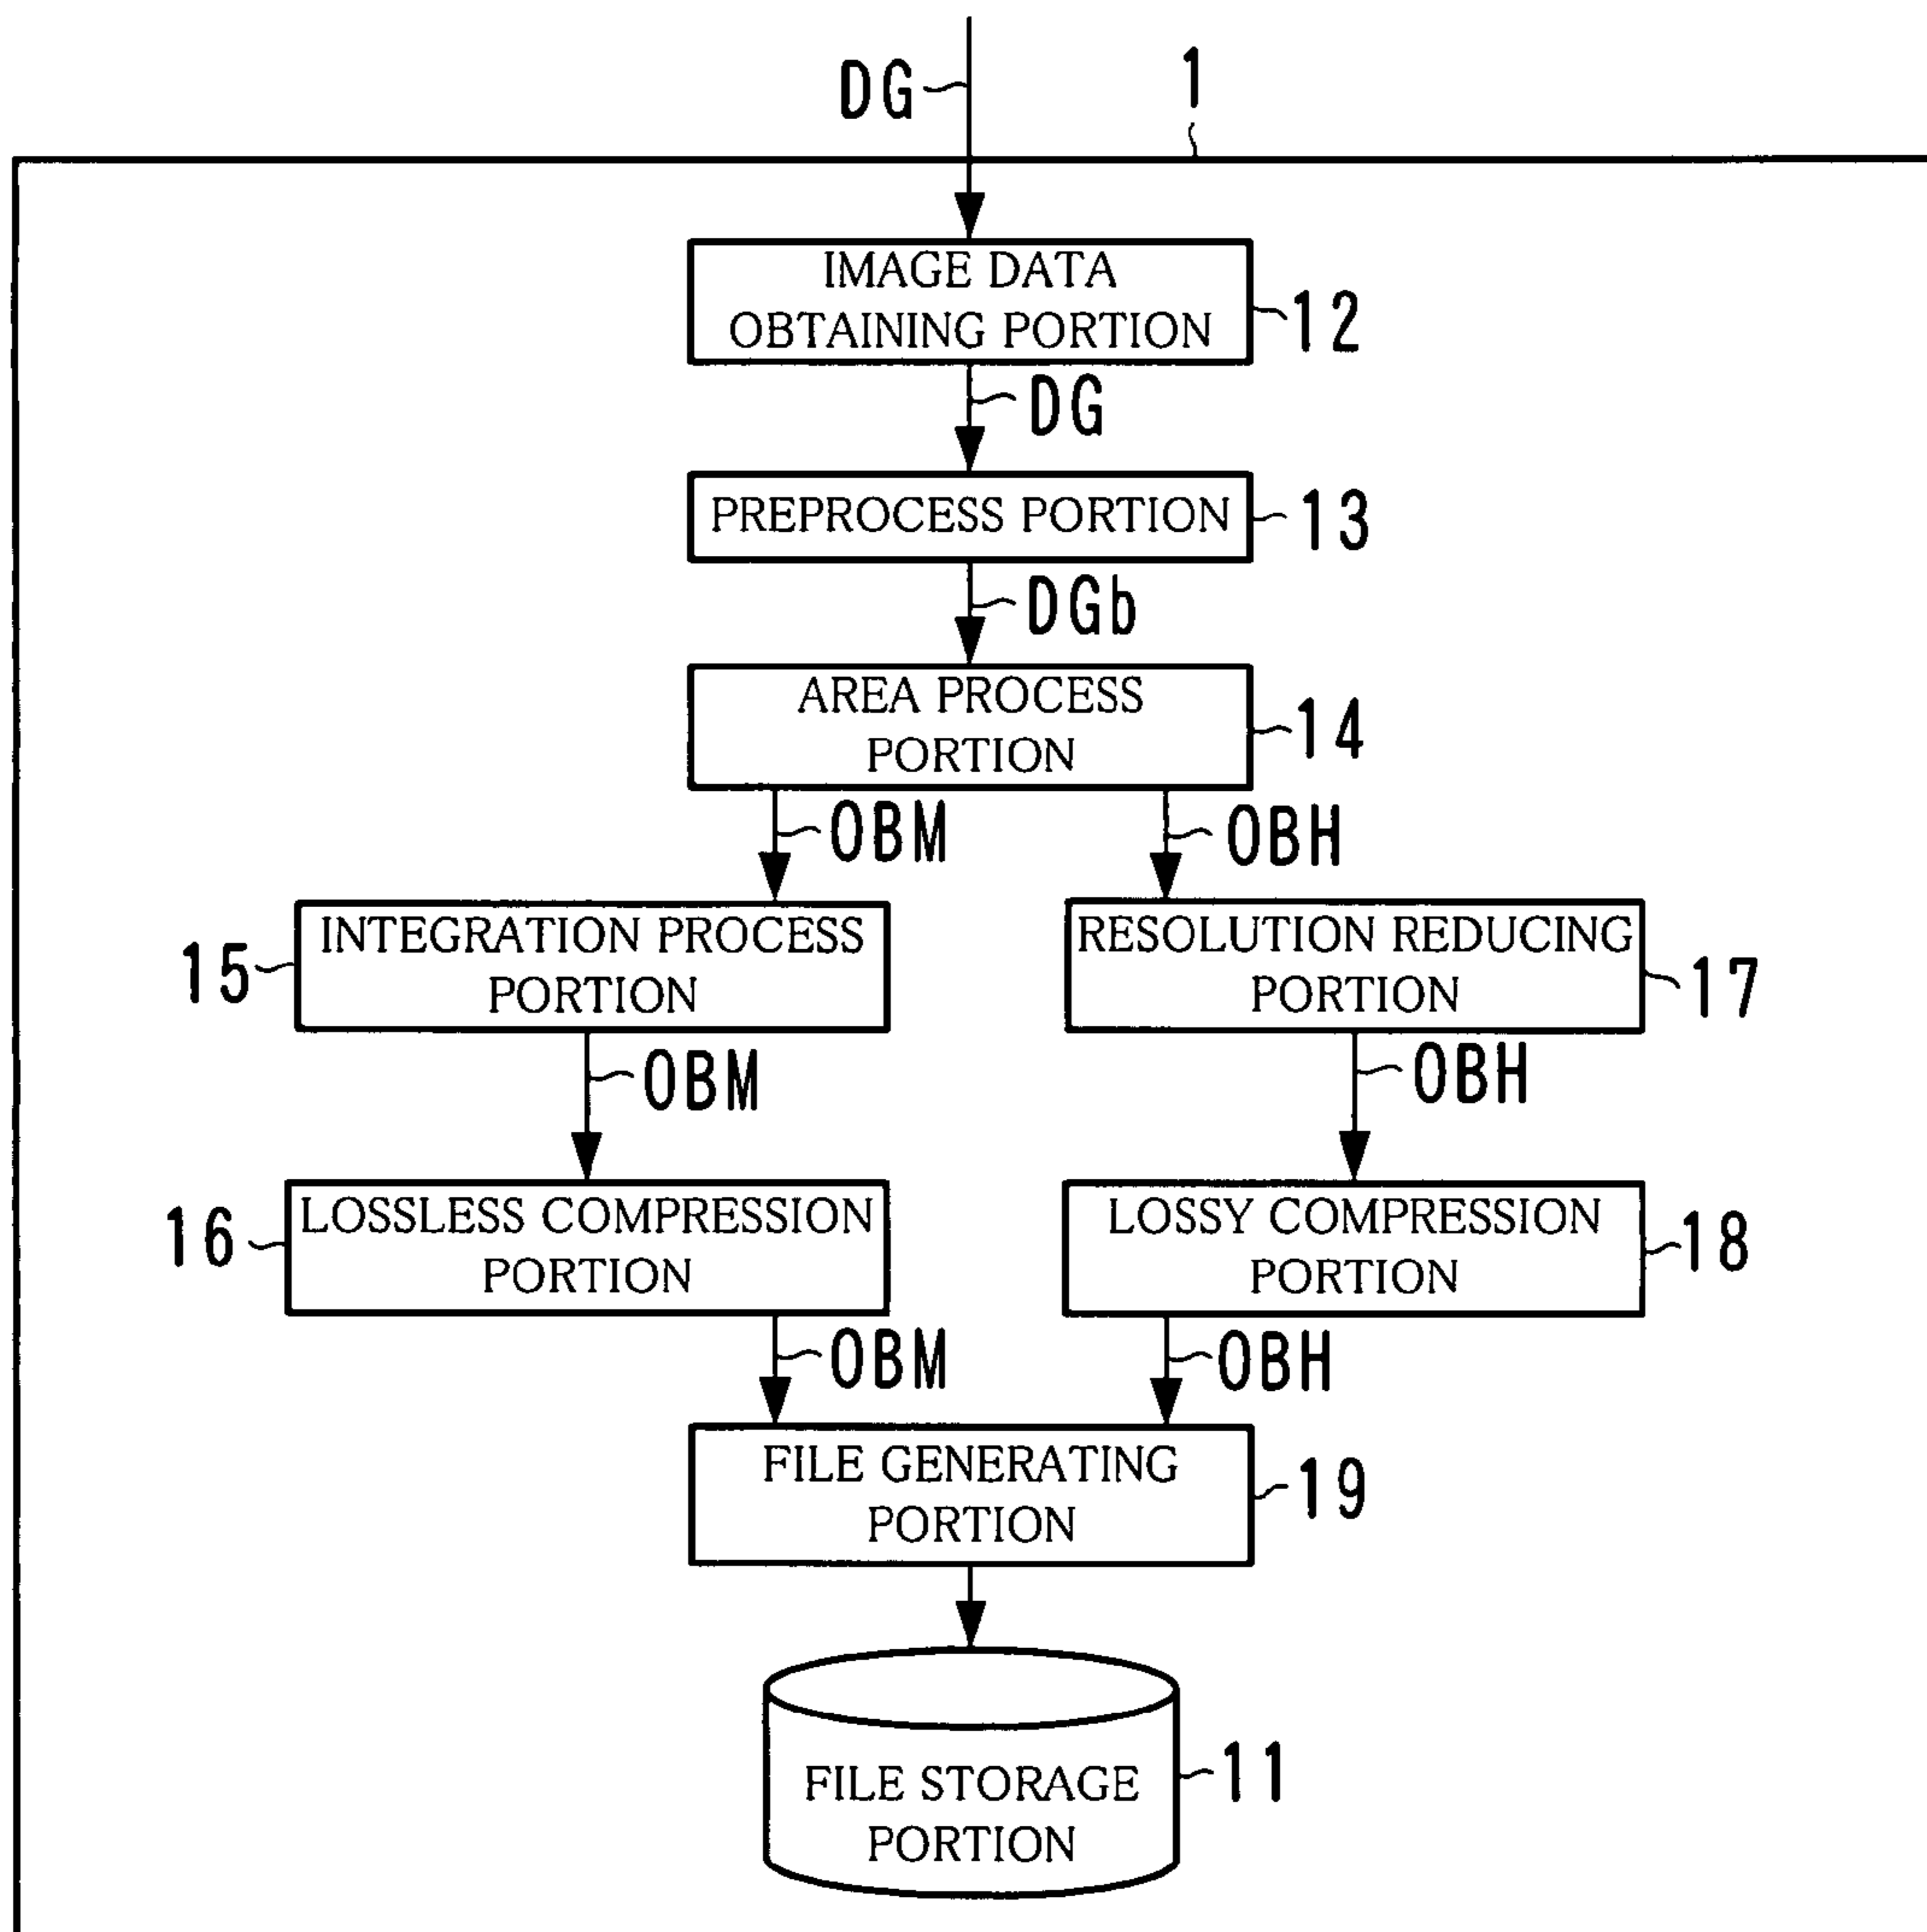 DG
1
IMAGE DATA
OBTAINING PORTION
12
DG
PREPROCESS PORTION
13
DGb
AREA PROCESS
PORTION
14
OBM
OBH
INTEGRATION PROCESS
PORTION
15
RESOLUTION REDUCING
PORTION
17
OBM
OBH
LOSSLESS COMPRESSION
PORTION
16
LOSSY COMPRESSION
PORTION
18
OBM
OBH
FILE GENERATING
PORTION
19
FILE STORAGE
PORTION
11